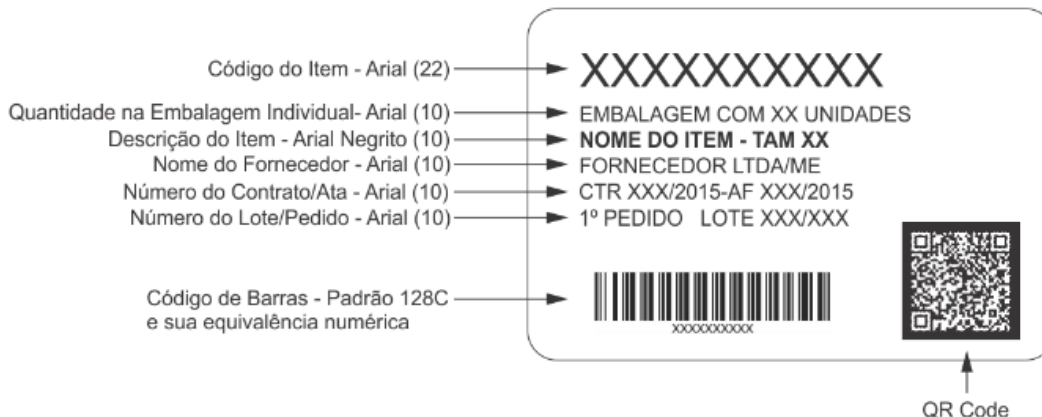 Código do Item - Arial (22)
XXXXXXXXXX
Quantidade na Embalagem Individual- Arial (10)
EMBALAGEM COM XX UNIDADES
Descrição do Item - Arial Negrito (10)
NOME DO ITEM - TAM XX
Nome do Fornecedor - Arial (10)
FORNECEDOR LTDA/ME
Número do Contrato/Ata - Arial (10)
CTR XXX/2015-AF XXX/2015
Número do Lote/Pedido - Arial (10)
1º PEDIDO LOTE XXX/XXX
Código de Barras - Padrão 128C
e sua equivalência numérica
XXXXXXXXXX
QR Code